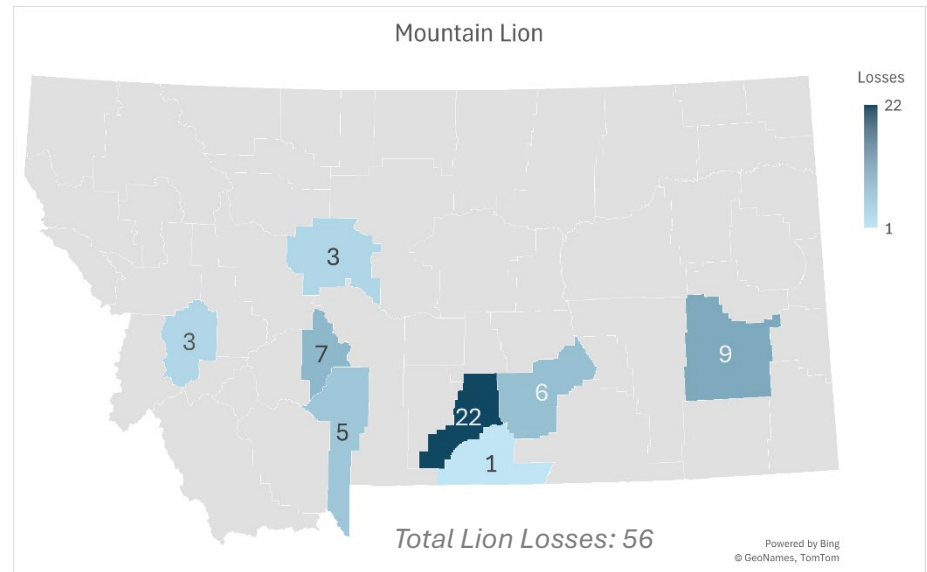 Mountain Lion
Losses
22
1
3
3
7
9
6
22
5
1
Total Lion Losses: 56
Powered by Bing
© GeoNames, TomTom